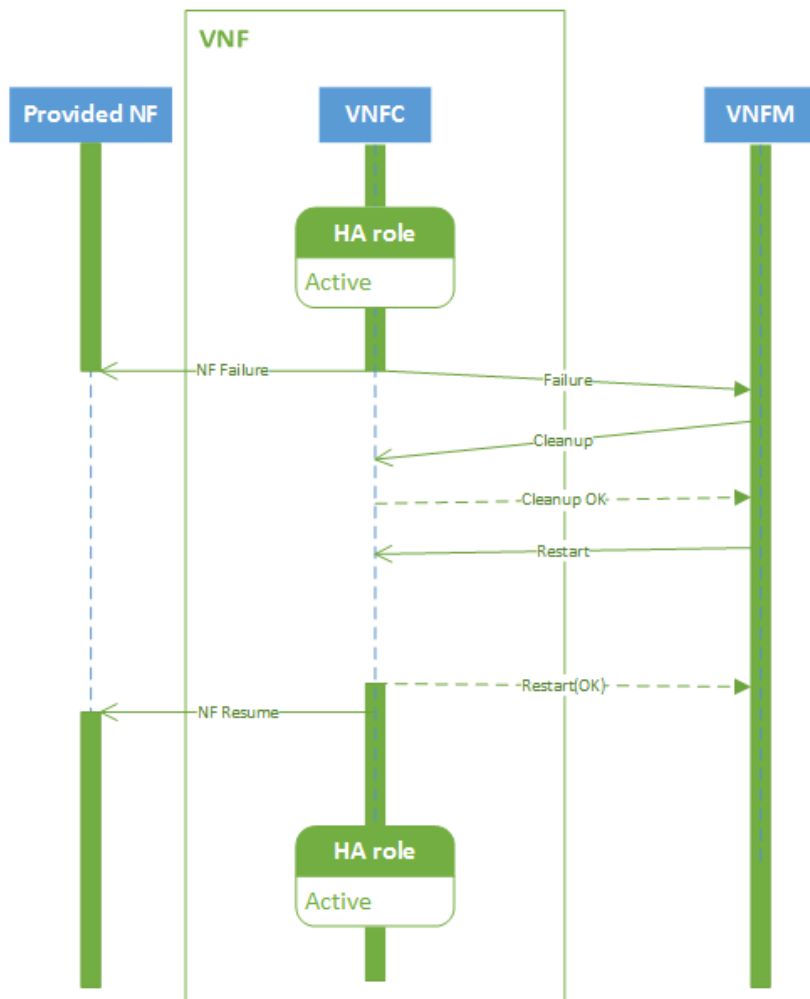 VNF
Provided NF
VNFC
VNFM
HA role
Active
NF Failure
Failure
Cleanup
Cleanup OK
Restart
Restart(OK)
NF Resume
HA role
Active